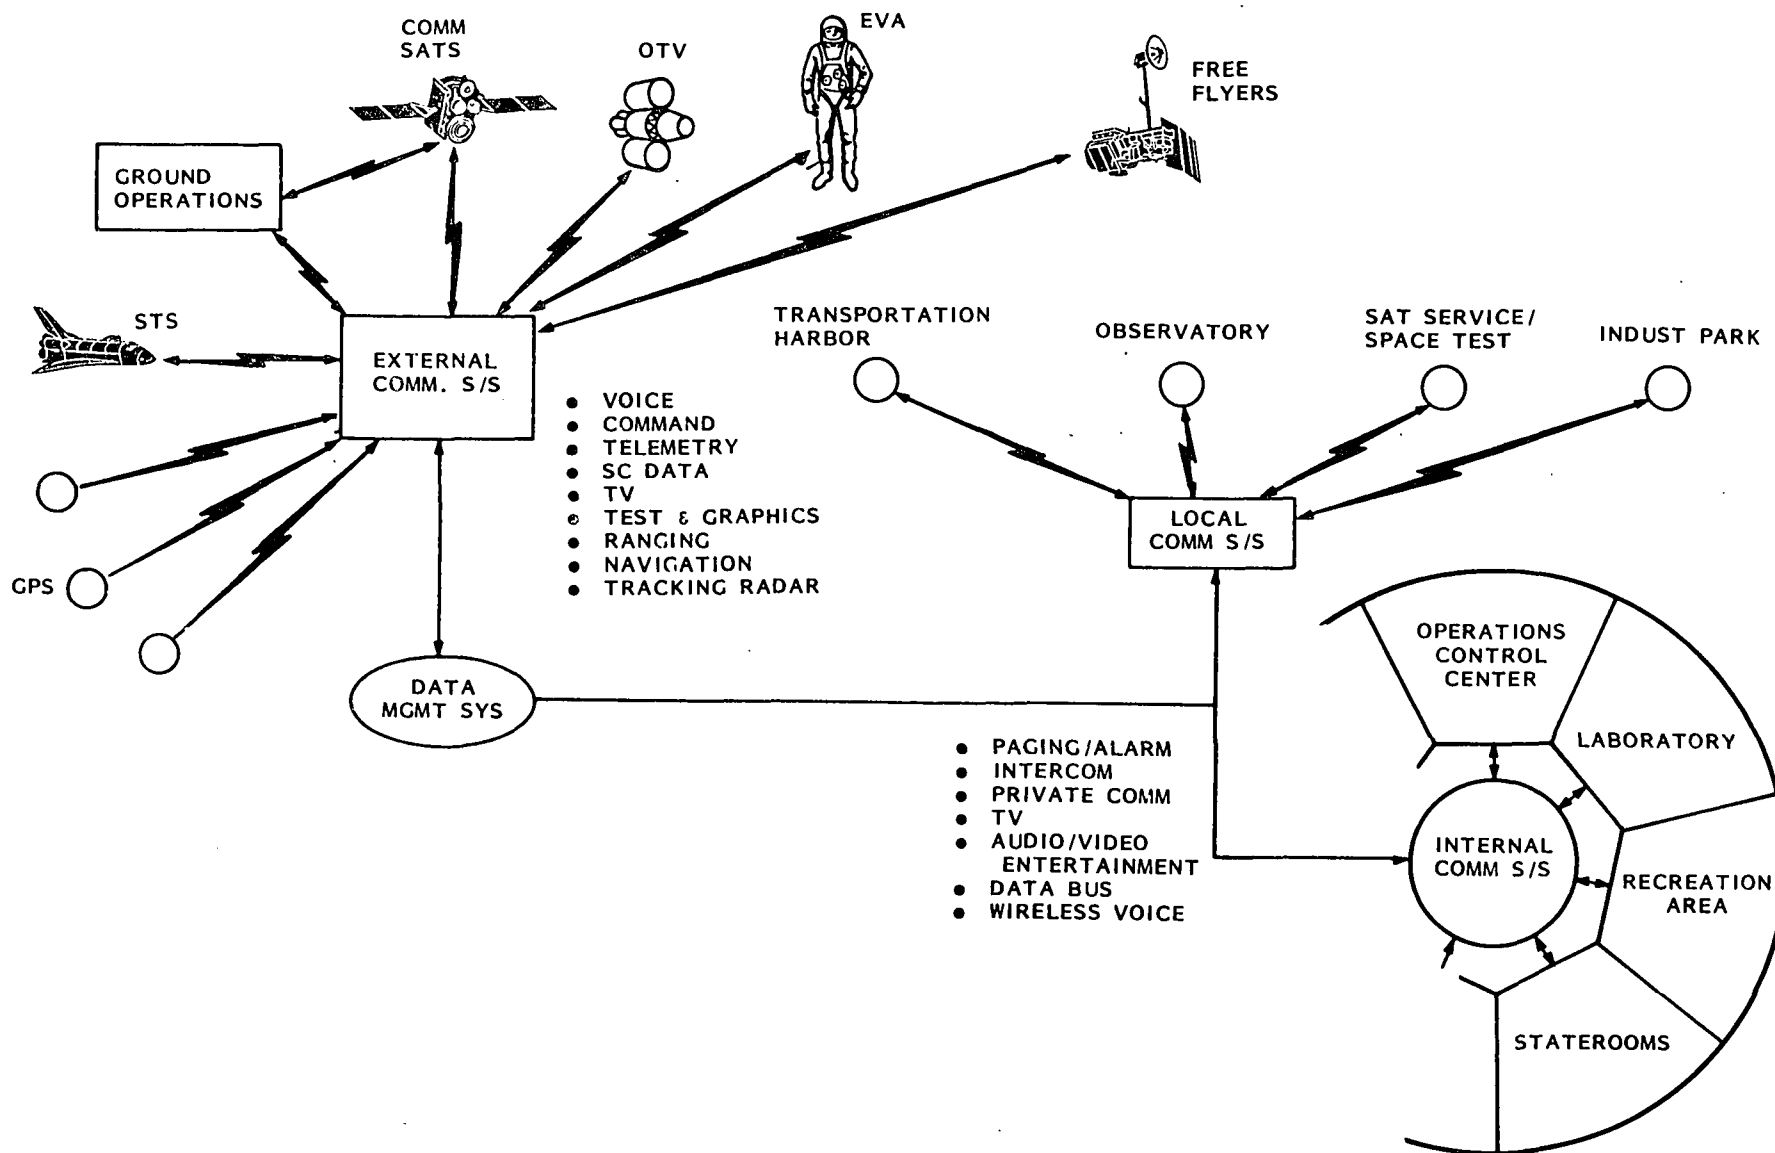 COMM
SATS
OTV
EVA
FREE
FLYERS
GROUND
OPERATIONS
STS
EXTERNAL
COMM. S/S
GPS
• VOICE
• COMMAND
• TELEMETRY
• SC DATA
• TV
• TEST & GRAPHICS
• RANGING
• NAVIGATION
• TRACKING RADAR
DATA
MGMT SYS
TRANSPORTATION
HARBOR
OBSERVATORY
SAT SERVICE/
SPACE TEST
INDUST PARK
LOCAL
COMM S/S
• PAGING/ALARM
• INTERCOM
• PRIVATE COMM
• TV
• AUDIO/VIDEO
ENTERTAINMENT
• DATA BUS
• WIRELESS VOICE
OPERATIONS
CONTROL
CENTER
LABORATORY
INTERNAL
COMM S/S
RECREATION
AREA
STATEROOMS